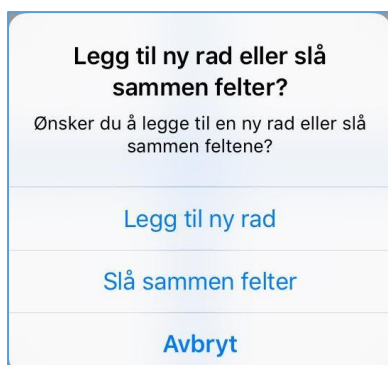 Legg til ny rad eller slå
sammen felter?
Ønsker du å legge til en ny rad eller slå
sammen feltene?
Legg til ny rad
Slå sammen felter
Avbryt